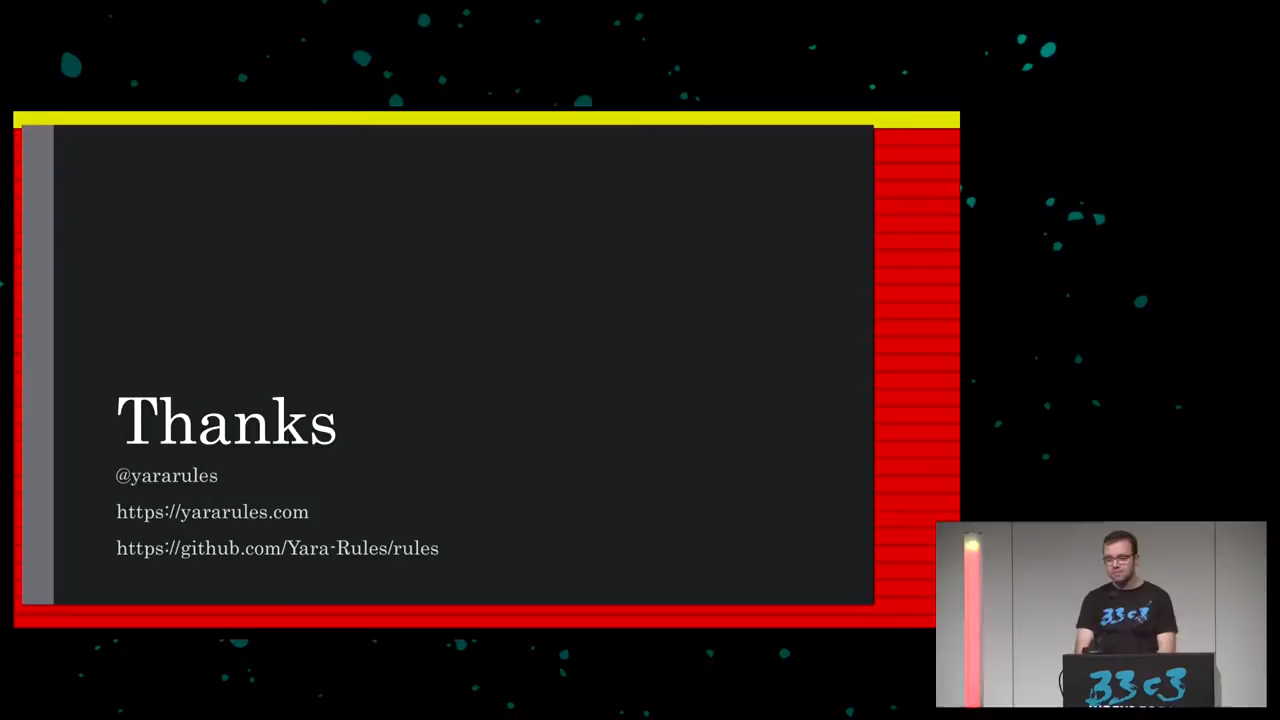 Thanks
@yararules
https://yararules.com
https://github.com/Yara-Rules/rules
33c3
33c3